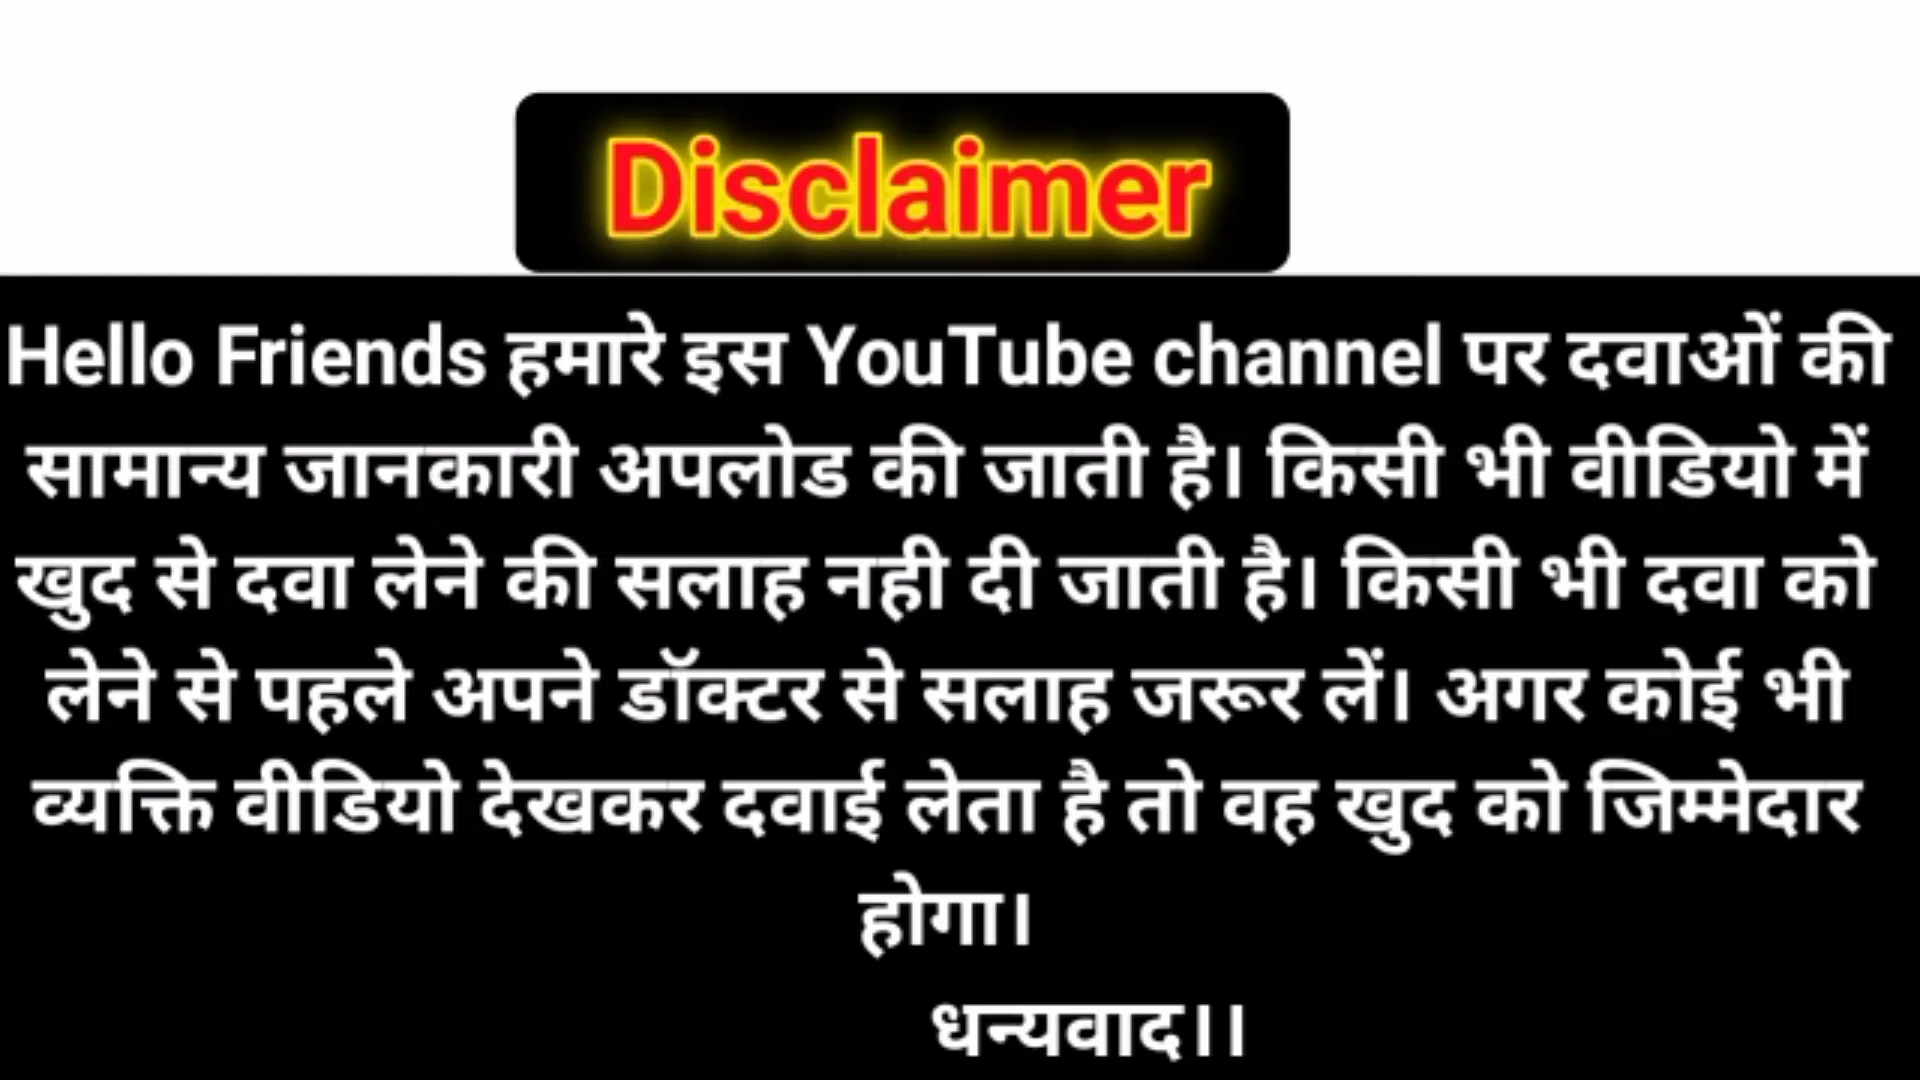 Disclaimer
Hello Friends हमारे इस YouTube channel पर दवाओं की
सामान्य जानकारी अपलोड की जाती है। किसी भी वीडियो में
खुद से दवा लेने की सलाह नही दी जाती है। किसी भी दवा को
लेने से पहले अपने डॉक्टर से सलाह जरूर लें। अगर कोई भी
व्यक्ति वीडियो देखकर दवाई लेता है तो वह खुद को जिम्मेदार
होगा।
धन्यवाद।।